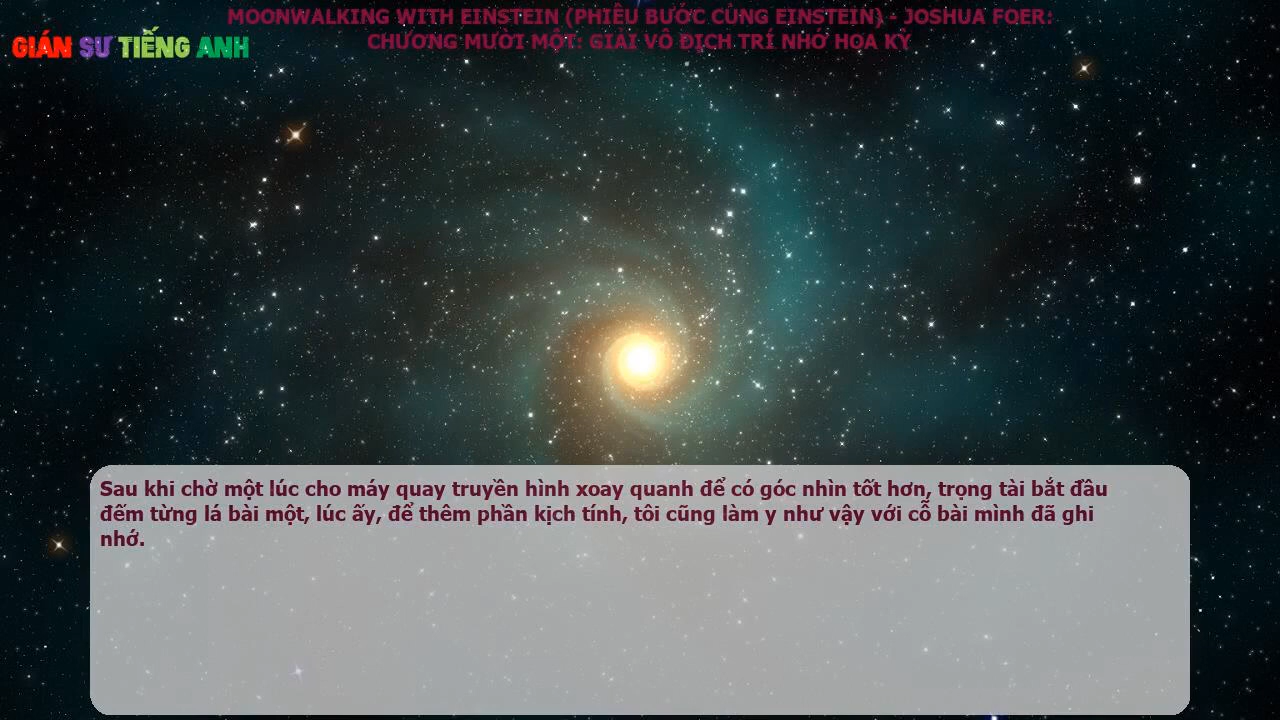 MOONWALKING WITH EINSTEIN (PHIÊU BƯỚC CÙNG EINSTEIN) - JOSHUA FOER:
CHƯƠNG MƯỜI MỘT: GIẢI VÔ ĐỊCH TRÍ NHỚ HOA KỲ
GIÁN SƯ TIẾNG ANH
Sau khi chờ một lúc cho máy quay truyền hình xoay quanh để có góc nhìn tốt hơn, trọng tài bắt đầu
đếm từng lá bài một, lúc ấy, để thêm phần kịch tính, tôi cũng làm y như vậy với cỗ bài mình đã ghi
nhớ.